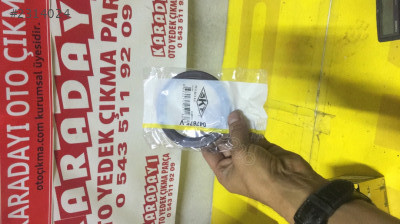 KARADAYI OTO ÇIKMA
otoçıkma.com kurumsal üyesidir.
KARADAYI
OTO YEDEK ÇIKMA PARÇA
0 543 511 92 09
KARADAYI
OTO YEDEK ÇIKMA PARÇA
0 543 511 92 09
KARADAYI
OTO YEDEK ÇIKMA PARÇA
0 543 511 92 09